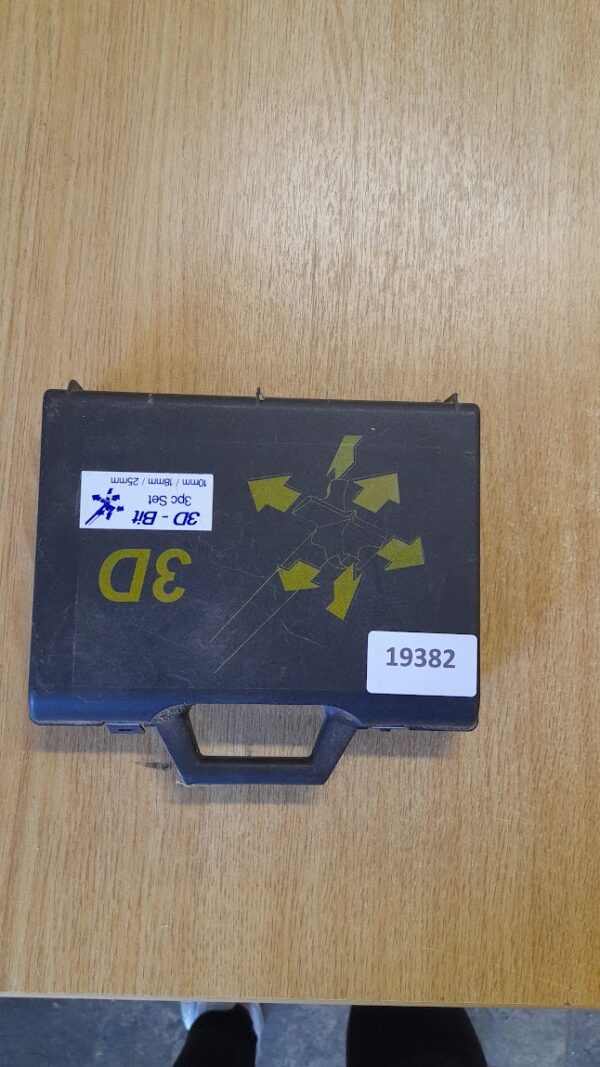 3D - Bit
3pc Set
10mm / 18mm / 25mm
3D
19382